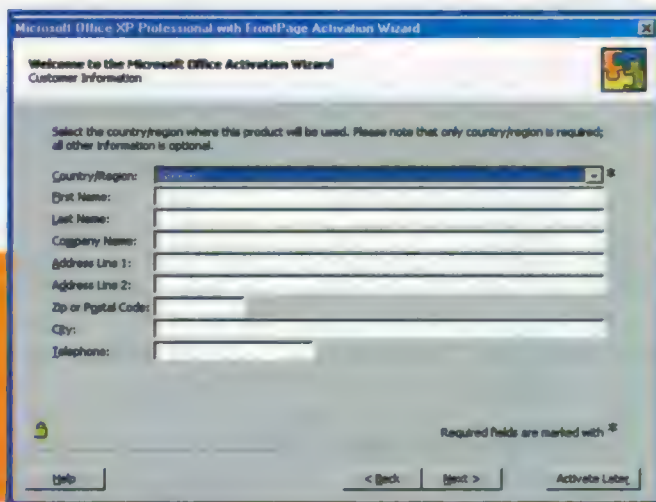 Microsoft Office XP Professional with FrontPage Activation Wizard
Welcome to the Microsoft Office Activation Wizard
Customer Information
Select the country/region where this product will be used. Please note that only country/region is required;
all other information is optional.
Country/Region: *
First Name:
Last Name:
Company Name:
Address Line 1:
Address Line 2:
Zip or Postal Code:
City:
Telephone:
Required fields are marked with *
Help < Back Next > Activate Later